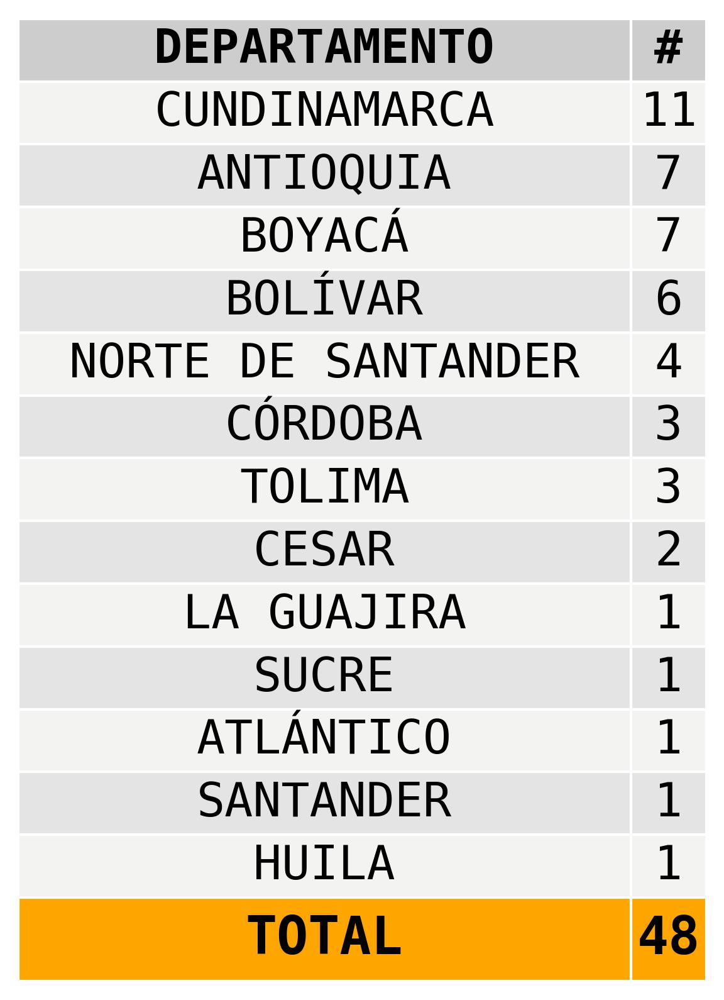 DEPARTAMENTO #
CUNDINAMARCA 11
ANTIOQUIA 7
BOYACÁ 7
BOLÍVAR 6
NORTE DE SANTANDER 4
CÓRDOBA 3
TOLIMA 3
CESAR 2
LA GUAJIRA 1
SUCRE 1
ATLÁNTICO 1
SANTANDER 1
HUILA 1
TOTAL 48